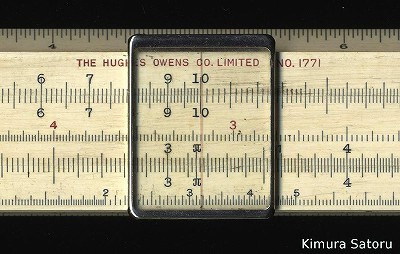 4 6
THE HUGHES OWENS CO. LIMITED NO. 1771
6 7 9 10
6 7 9 10
4 3
3 π 4
3 π 4
2 3 4 5
Kimura Satoru